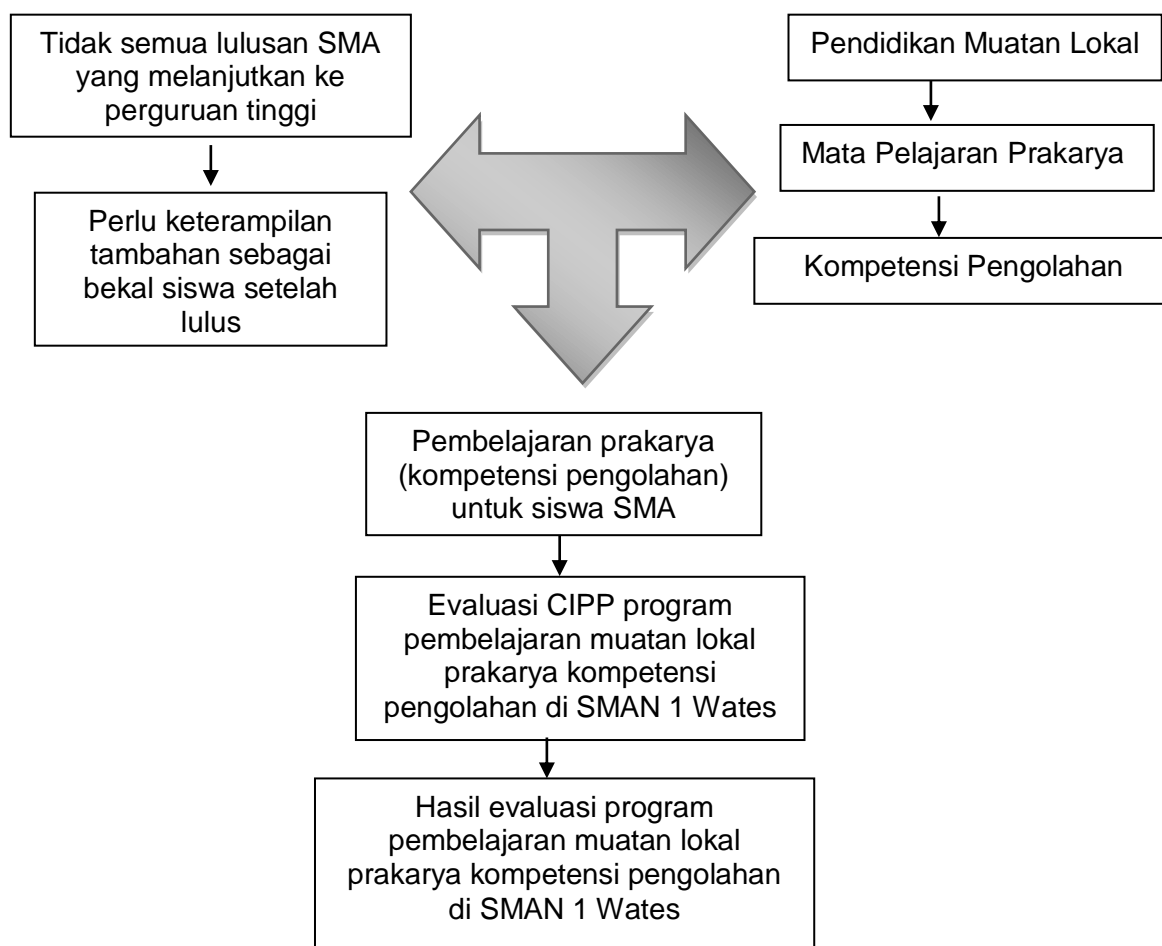 Tidak semua lulusan SMA
yang melanjutkan ke
perguruan tinggi
Perlu keterampilan
tambahan sebagai
bekal siswa setelah
lulus
Pendidikan Muatan Lokal
Mata Pelajaran Prakarya
Kompetensi Pengolahan
Pembelajaran prakarya
(kompetensi pengolahan)
untuk siswa SMA
Evaluasi CIPP program
pembelajaran muatan lokal
prakarya kompetensi
pengolahan di SMAN 1 Wates
Hasil evaluasi program
pembelajaran muatan lokal
prakarya kompetensi pengolahan
di SMAN 1 Wates